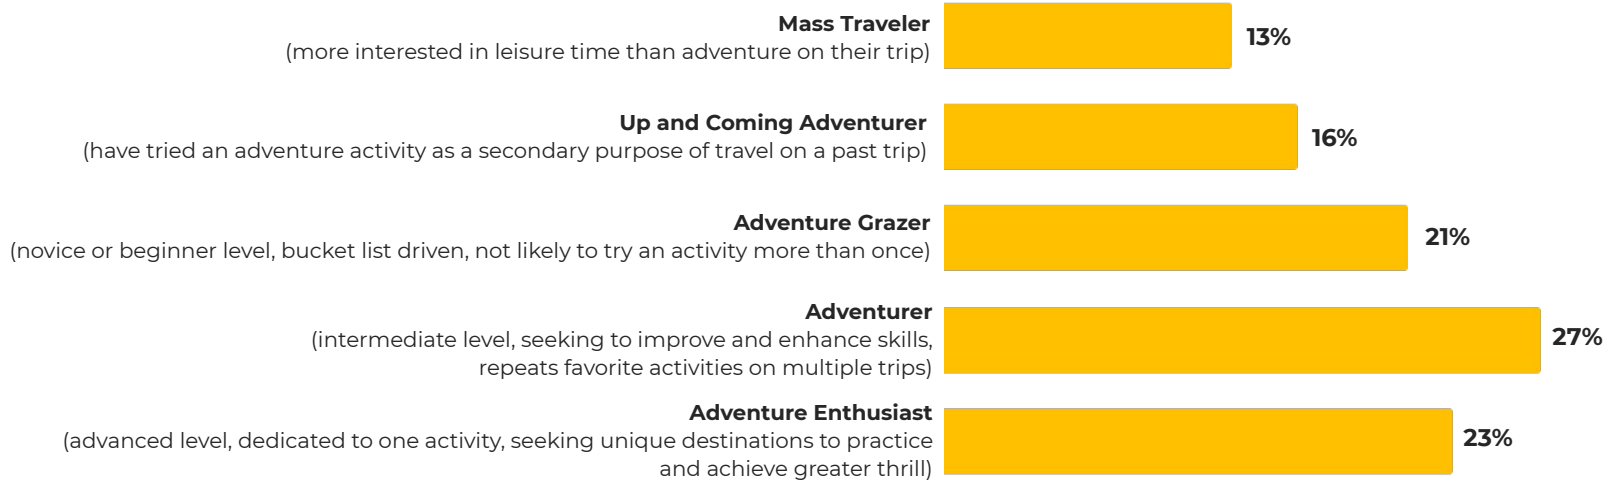 Mass Traveler
(more interested in leisure time than adventure on their trip)
13%
Up and Coming Adventurer
(have tried an adventure activity as a secondary purpose of travel on a past trip)
16%
Adventure Grazer
(novice or beginner level, bucket list driven, not likely to try an activity more than once)
21%
Adventurer
(intermediate level, seeking to improve and enhance skills,
repeats favorite activities on multiple trips)
27%
Adventure Enthusiast
(advanced level, dedicated to one activity, seeking unique destinations to practice
and achieve greater thrill)
23%